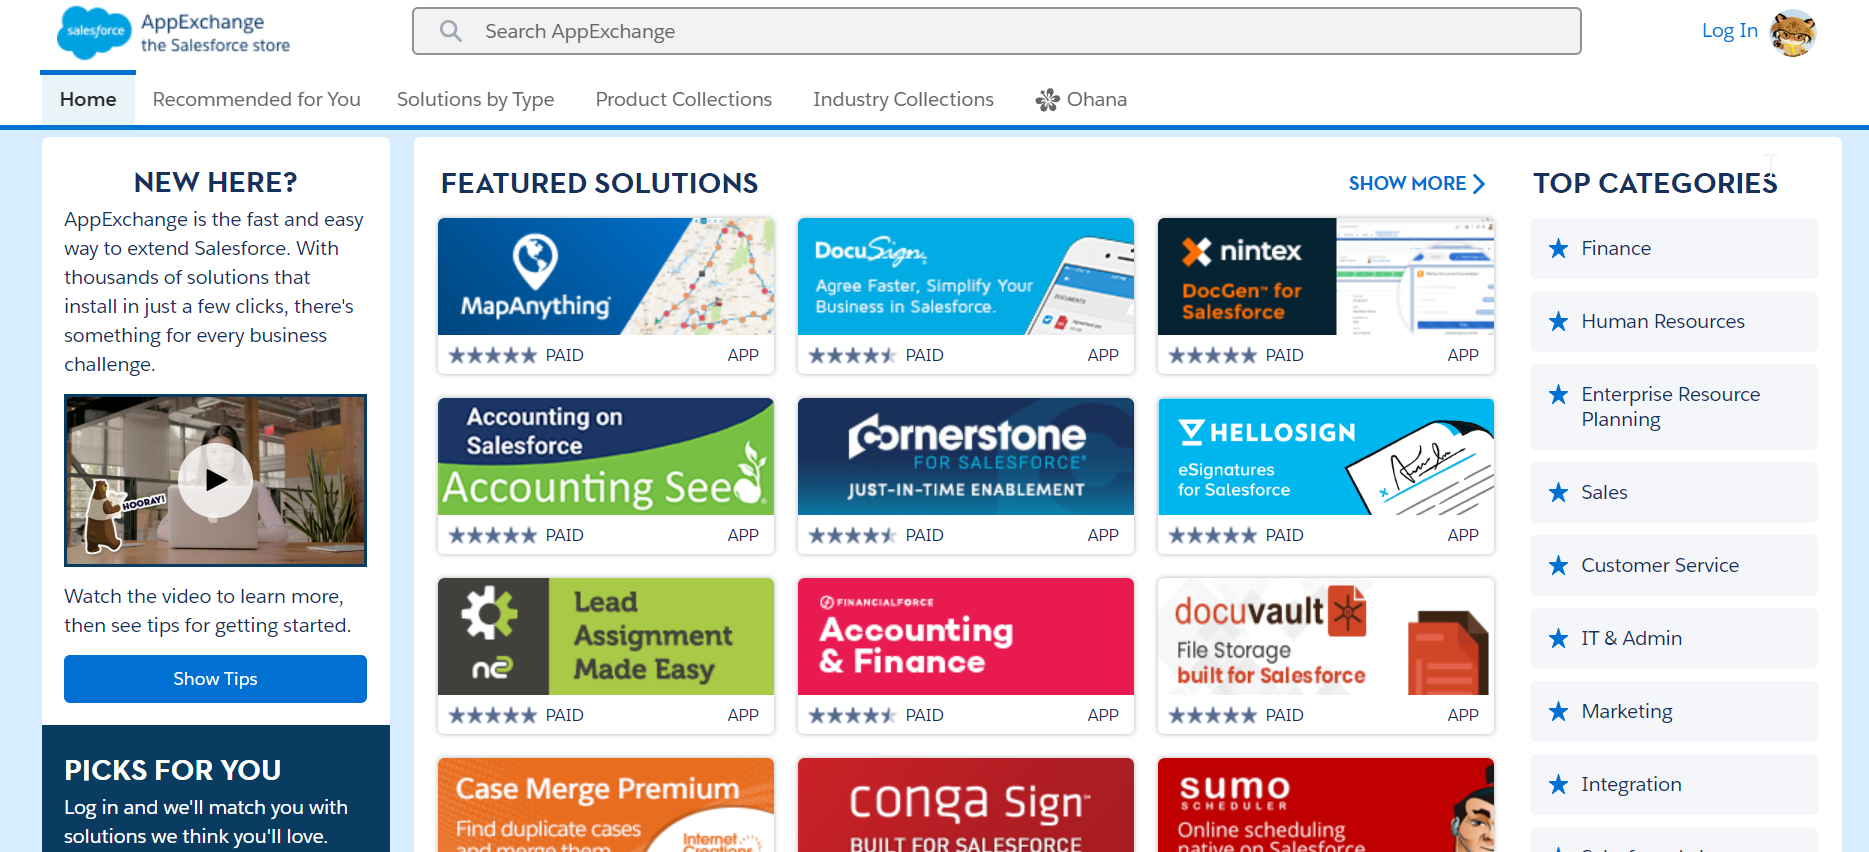 salesforce
AppExchange
the Salesforce store
Search AppExchange
Log In
Home
Recommended for You
Solutions by Type
Product Collections
Industry Collections
Ohana
NEW HERE?
AppExchange is the fast and easy
way to extend Salesforce. With
thousands of solutions that
install in just a few clicks, there's
something for every business
challenge.
HOORAY!
Watch the video to learn more,
then see tips for getting started.
Show Tips
PICKS FOR YOU
Log in and we'll match you with
solutions we think you'll love.
FEATURED SOLUTIONS
SHOW MORE
MapAnything
PAID
APP
DocuSign
Agree Faster, Simplify Your
Business in Salesforce.
DOCUMENTS
PAID
APP
nintex
DocGen™ for
Salesforce
PAID
APP
Accounting on
Salesforce
Accounting Seed
PAID
APP
Cornerstone
FOR SALESFORCE®
JUST-IN-TIME ENABLEMENT
PAID
APP
HELLOSIGN
eSignatures
for Salesforce
PAID
APP
Lead
Assignment
Made Easy
PAID
APP
FINANCIALFORCE
Accounting
& Finance
PAID
APP
docuvault
File Storage
built for Salesforce
PAID
APP
Case Merge Premium
Find duplicate cases
and merge them
Internet
Creations
conga Sign™
BUILT FOR SALESFORCE
sumo
SCHEDULER
Online scheduling
native on Salesforce
TOP CATEGORIES
Finance
Human Resources
Enterprise Resource
Planning
Sales
Customer Service
IT & Admin
Marketing
Integration